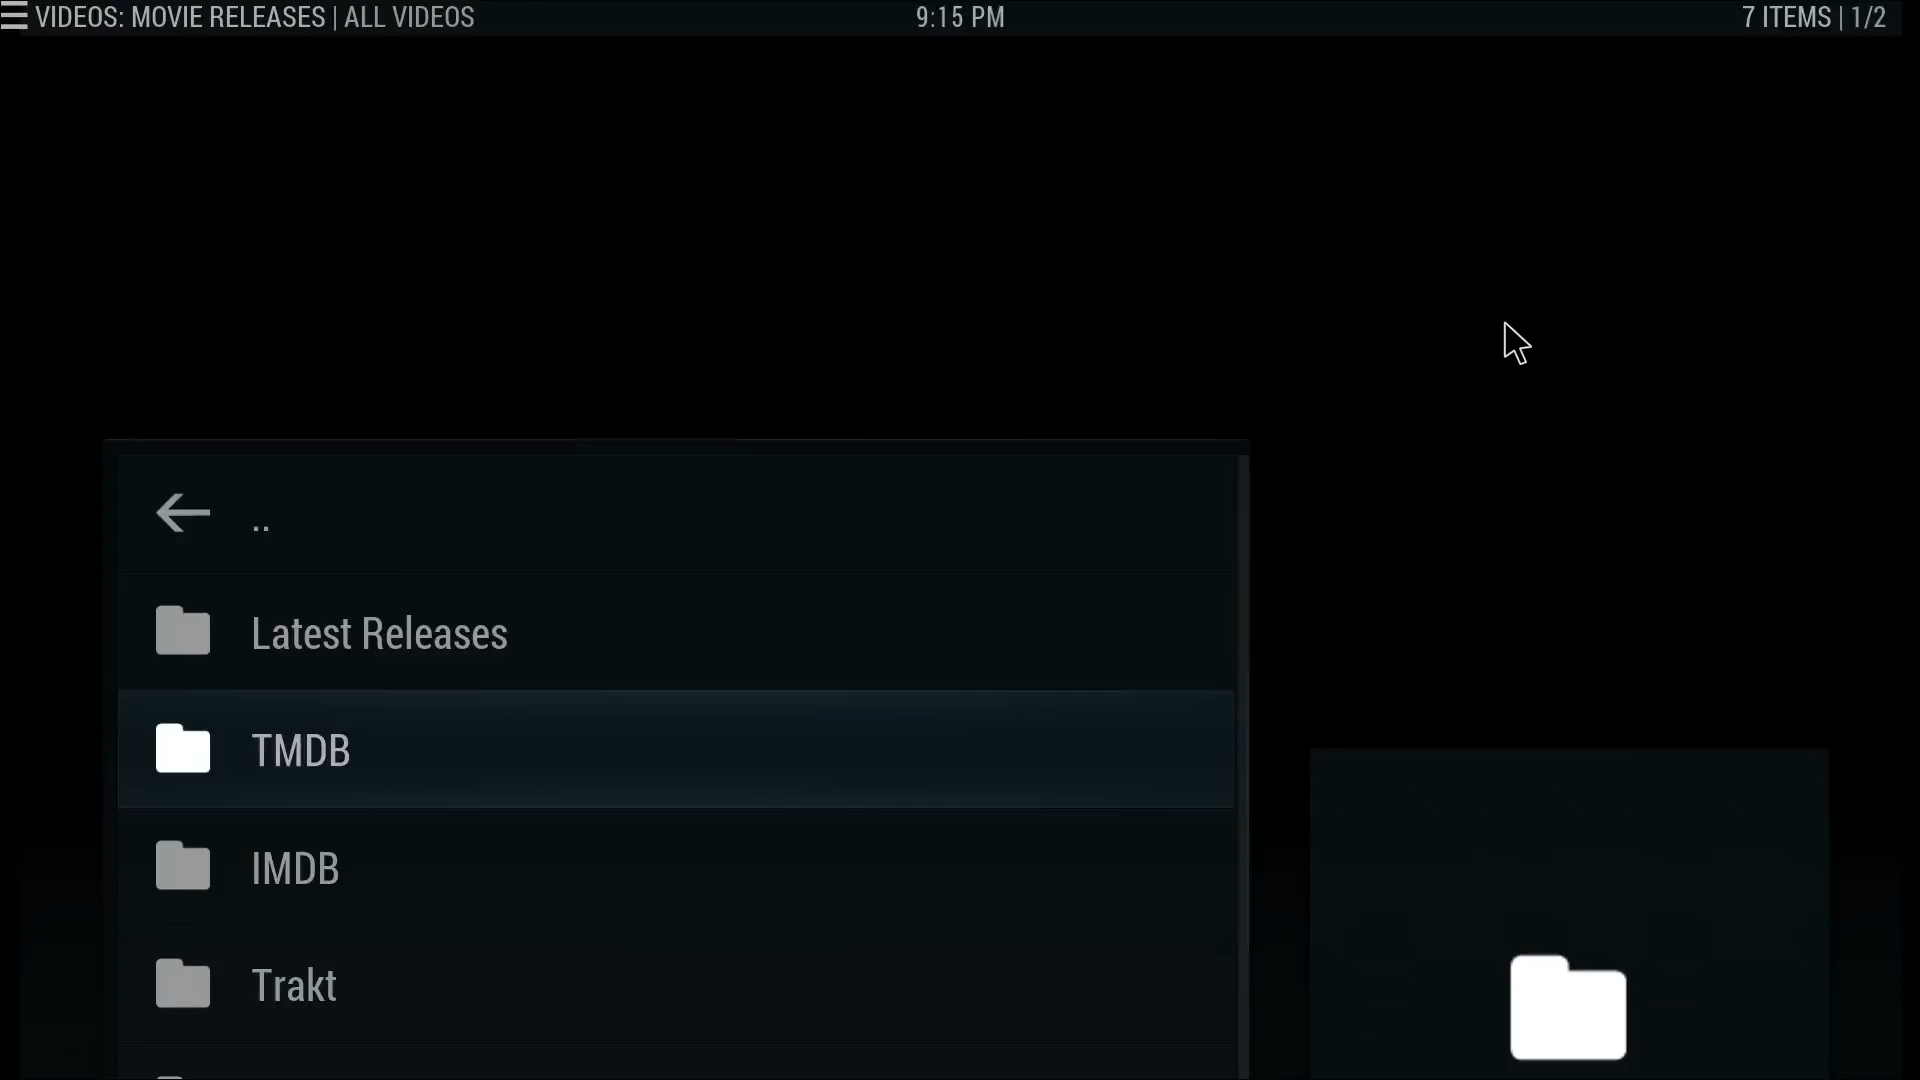 VIDEOS: MOVIE RELEASES | ALL VIDEOS
9:15 PM
7 ITEMS | 1/2
..
Latest Releases
TMDB
IMDB
Trakt